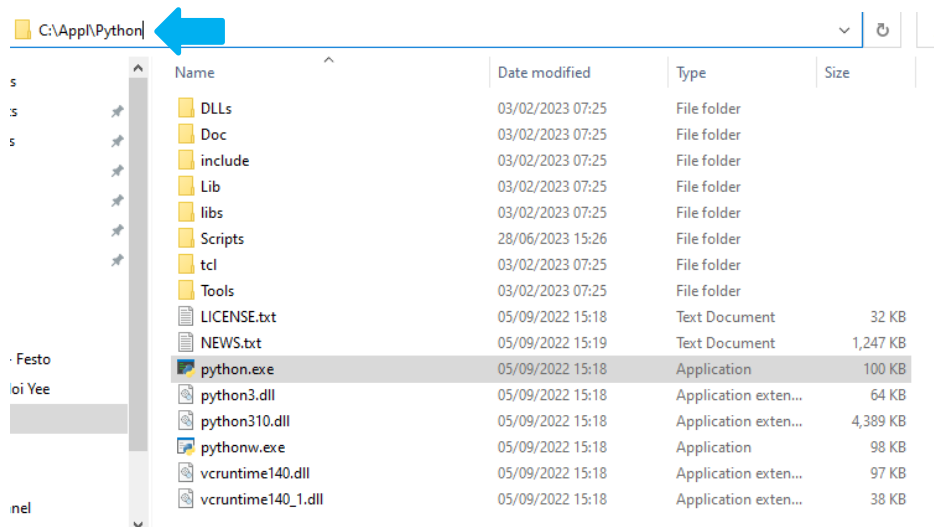 C:\Appl\Python
Name Date modified Type Size
DLLs 03/02/2023 07:25 File folder
Doc 03/02/2023 07:25 File folder
include 03/02/2023 07:25 File folder
Lib 03/02/2023 07:25 File folder
libs 03/02/2023 07:25 File folder
Scripts 28/06/2023 15:26 File folder
tcl 03/02/2023 07:25 File folder
Tools 03/02/2023 07:25 File folder
LICENSE.txt 05/09/2022 15:18 Text Document 32 KB
NEWS.txt 05/09/2022 15:19 Text Document 1,247 KB
- Festo
python.exe 05/09/2022 15:18 Application 100 KB
oi Yee
python3.dll 05/09/2022 15:18 Application exten... 64 KB
python310.dll 05/09/2022 15:18 Application exten... 4,389 KB
pythonw.exe 05/09/2022 15:18 Application 98 KB
vcruntime140.dll 05/09/2022 15:18 Application exten... 97 KB
vcruntime140_1.dll 05/09/2022 15:18 Application exten... 38 KB
nel